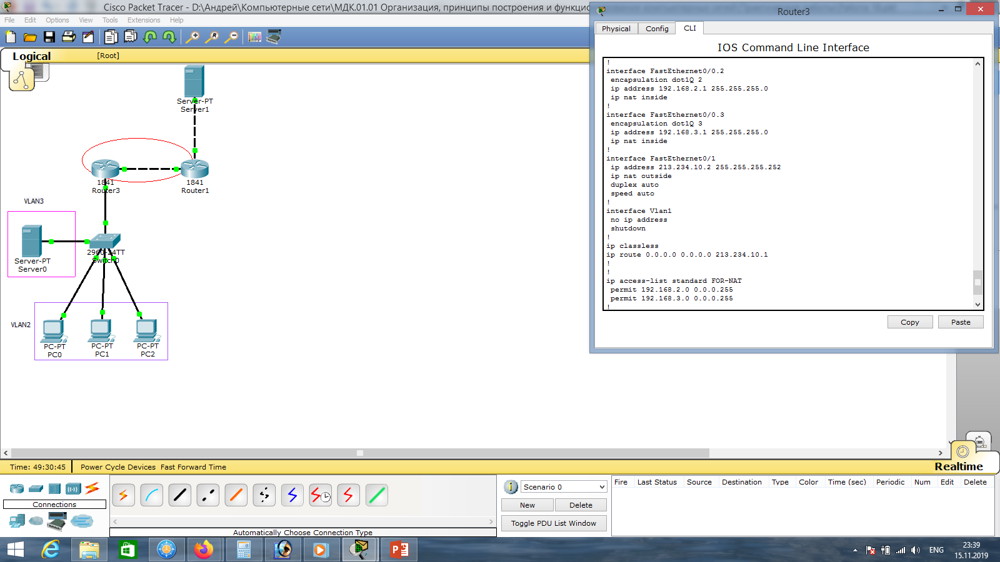 Cisco Packet Tracer - D:\Андрей\Компьютерные сети\МДК.01.01 Организация, принципы построения и функцио
File Edit Options View Tools Extensions Help
Logical
[Root]
Server-PT
Server1
1841
Router3
1841
Router1
VLAN3
Server-PT
Server0
2960-24TT
Switch0
VLAN2
PC-PT
PC0
PC-PT
PC1
PC-PT
PC2
Router3
Physical Config CLI
IOS Command Line Interface
!
interface FastEthernet0/0.2
encapsulation dot1Q 2
ip address 192.168.2.1 255.255.255.0
ip nat inside
!
interface FastEthernet0/0.3
encapsulation dot1Q 3
ip address 192.168.3.1 255.255.255.0
ip nat inside
!
interface FastEthernet0/1
ip address 213.234.10.2 255.255.255.252
ip nat outside
duplex auto
speed auto
!
interface Vlan1
no ip address
shutdown
!
ip classless
ip route 0.0.0.0 0.0.0.0 213.234.10.1
!
!
ip access-list standard FOR-NAT
permit 192.168.2.0 0.0.0.255
permit 192.168.3.0 0.0.0.255
!
Copy Paste
Time: 49:30:45 Power Cycle Devices Fast Forward Time
Realtime
Connections
Automatically Choose Connection Type
Scenario 0
New Delete
Toggle PDU List Window
Fire Last Status Source Destination Type Color Time (sec) Periodic Num Edit Delete
ENG
23:39
15.11.2019